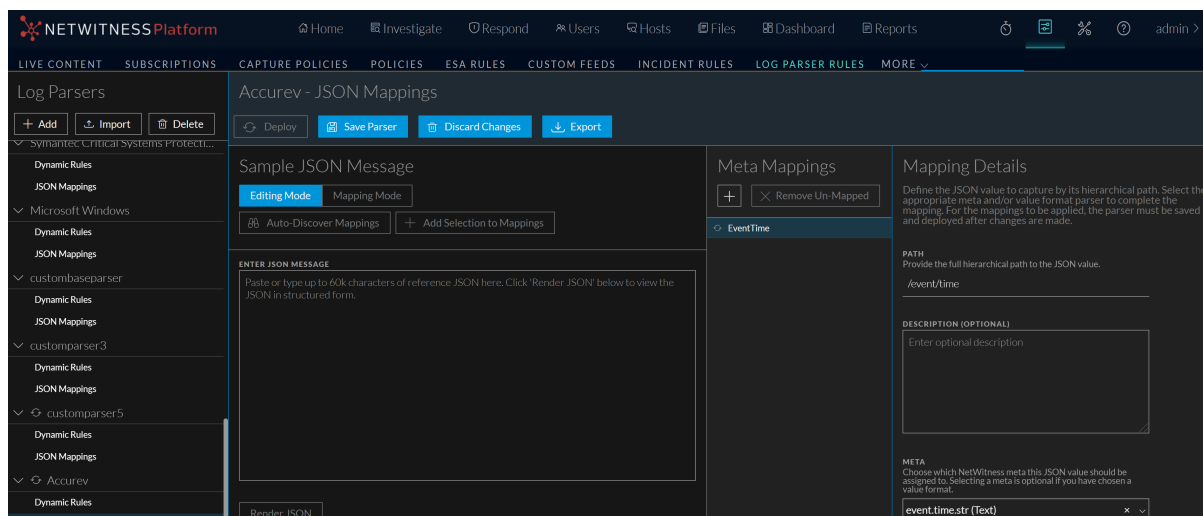 NETWITNESS Platform
Home
Investigate
Respond
Users
Hosts
Files
Dashboard
Reports
admin >
LIVE CONTENT
SUBSCRIPTIONS
CAPTURE POLICIES
POLICIES
ESA RULES
CUSTOM FEEDS
INCIDENT RULES
LOG PARSER RULES
MORE
Log Parsers
+ Add
Import
Delete
Symantec Critical Systems Protecti...
Dynamic Rules
JSON Mappings
Microsoft Windows
Dynamic Rules
JSON Mappings
custombaseparser
Dynamic Rules
JSON Mappings
customparser3
Dynamic Rules
JSON Mappings
customparser5
Dynamic Rules
JSON Mappings
Accurev
Dynamic Rules
Accurev - JSON Mappings
Deploy
Save Parser
Discard Changes
Export
Sample JSON Message
Editing Mode
Mapping Mode
Auto-Discover Mappings
+ Add Selection to Mappings
ENTER JSON MESSAGE
Paste or type up to 60k characters of reference JSON here. Click 'Render JSON' below to view the
JSON in structured form.
Render JSON
Meta Mappings
+
Remove Un-Mapped
EventTime
Mapping Details
Define the JSON value to capture by its hierarchical path. Select the
appropriate meta and/or value format parser to complete the
mapping. For the mappings to be applied, the parser must be saved
and deployed after changes are made.
PATH
Provide the full hierarchical path to the JSON value.
/event/time
DESCRIPTION (OPTIONAL)
Enter optional description
META
Choose which NetWitness meta this JSON value should be
assigned to. Selecting a meta is optional if you have chosen a
value format.
event.time.str (Text)